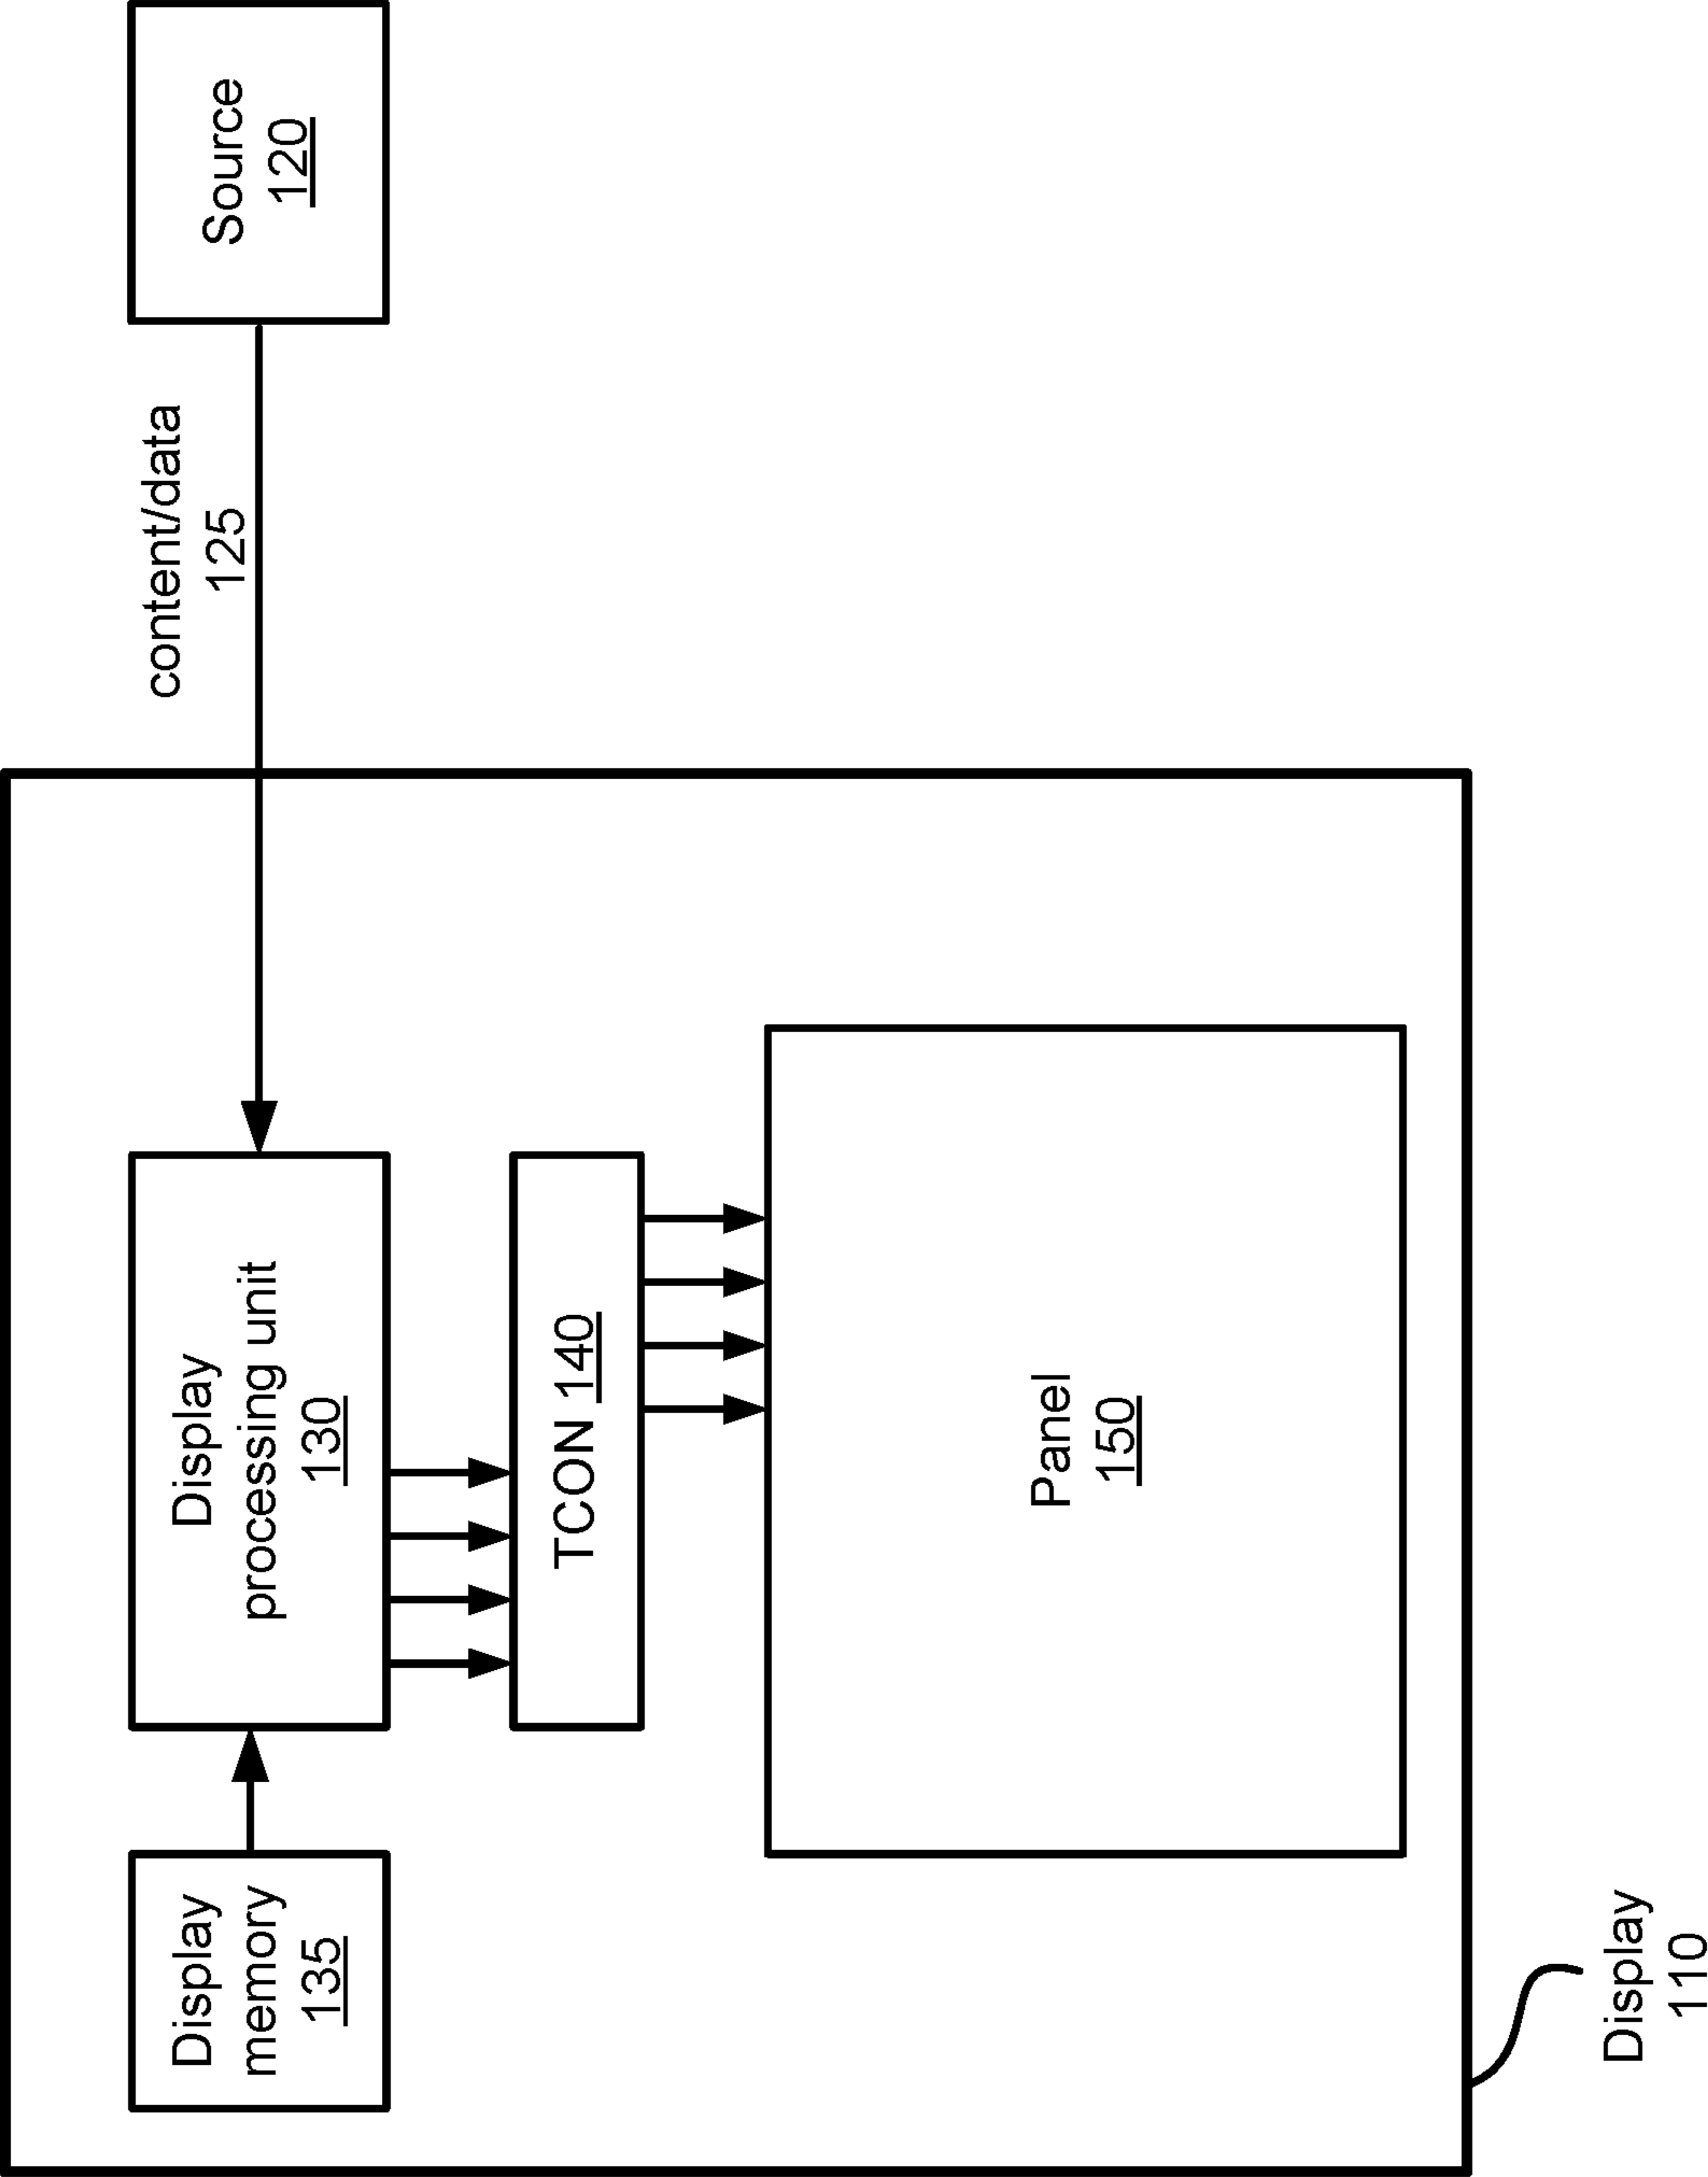 Display
memory
135
Display
processing unit
130
content/data
125
Source
120
TCON 140
Panel
150
Display
110